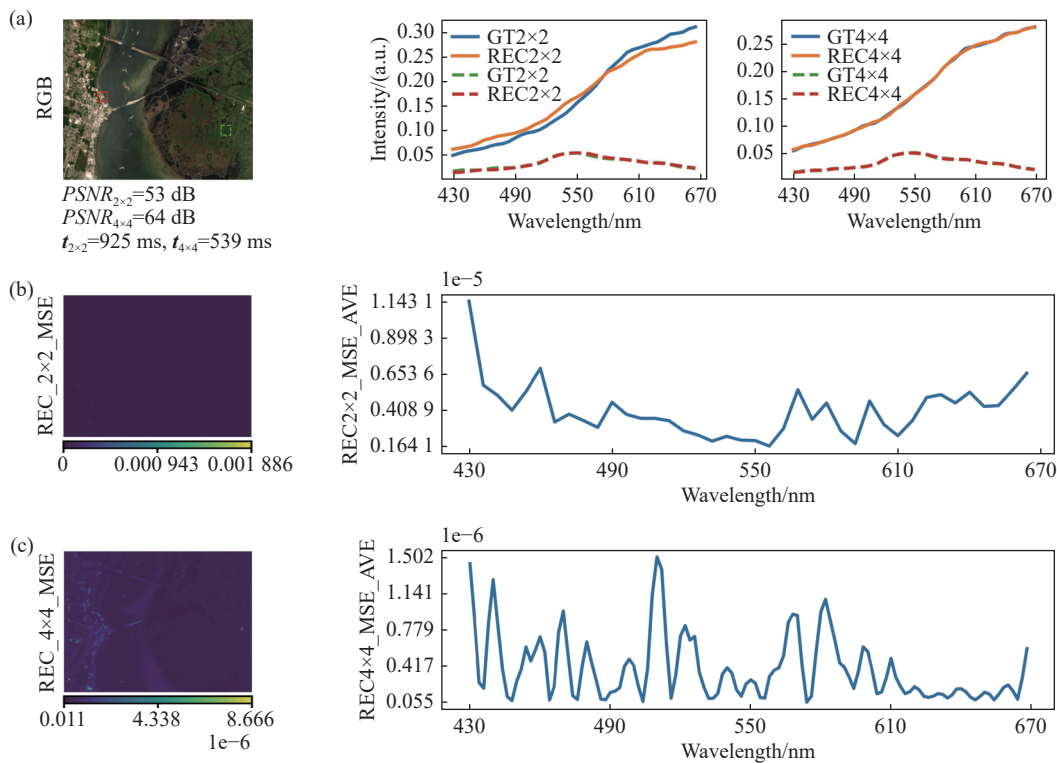 (a)
RGB
PSNR2×2=53 dB
PSNR4×4=64 dB
t2×2=925 ms, t4×4=539 ms
Intensity/(a.u.)
0.30
0.25
0.20
0.15
0.10
0.05
GT2×2
REC2×2
GT2×2
REC2×2
430 490 550 610 670
Wavelength/nm
0.25
0.20
0.15
0.10
0.05
GT4×4
REC4×4
GT4×4
REC4×4
430 490 550 610 670
Wavelength/nm
(b)
REC_2×2_MSE
0 0.000 943 0.001 886
1e−5
REC2×2_MSE_AVE
1.143 1
0.898 3
0.653 6
0.408 9
0.164 1
430 490 550 610 670
Wavelength/nm
(c)
REC_4×4_MSE
0.011 4.338 8.666
1e−6
1e−6
REC4×4_MSE_AVE
1.502
1.141
0.779
0.417
0.055
430 490 550 610 670
Wavelength/nm